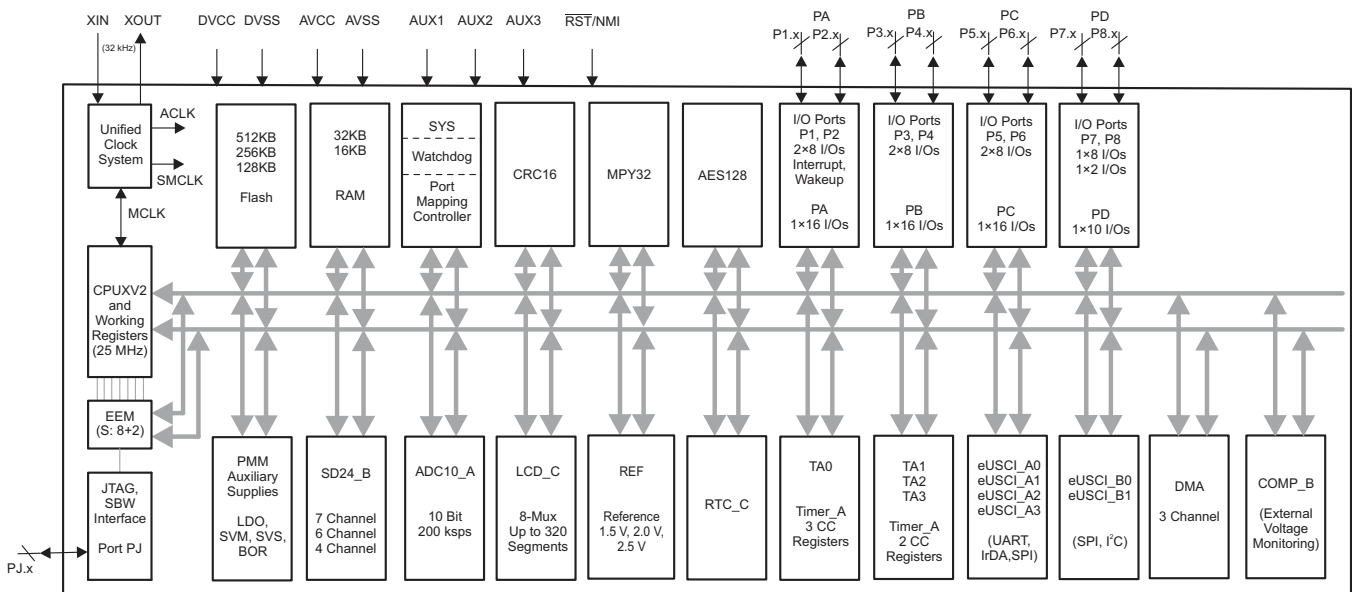 XIN XOUT DVCC DVSS AVCC AVSS AUX1 AUX2 AUX3 RST/NMI
(32 kHz)
PA
P1.x P2.x
PB
P3.x P4.x
PC
P5.x P6.x
PD
P7.x P8.x
Unified
Clock
System
ACLK
SMCLK
MCLK
512KB
256KB
128KB
Flash
32KB
16KB
RAM
SYS
Watchdog
Port
Mapping
Controller
CRC16
MPY32
AES128
I/O Ports
P1, P2
2×8 I/Os
Interrupt,
Wakeup
PA
1×16 I/Os
I/O Ports
P3, P4
2×8 I/Os
PB
1×16 I/Os
I/O Ports
P5, P6
2×8 I/Os
PC
1×16 I/Os
I/O Ports
P7, P8
1×8 I/Os
1×2 I/Os
PD
1×10 I/Os
CPUXV2
and
Working
Registers
(25 MHz)
EEM
(S: 8+2)
JTAG,
SBW
Interface
Port PJ
PJ.x
PMM
Auxiliary
Supplies
LDO,
SVM, SVS,
BOR
SD24_B
7 Channel
6 Channel
4 Channel
ADC10_A
10 Bit
200 ksps
LCD_C
8-Mux
Up to 320
Segments
REF
Reference
1.5 V, 2.0 V,
2.5 V
RTC_C
TA0
Timer_A
3 CC
Registers
TA1
TA2
TA3
Timer_A
2 CC
Registers
eUSCI_A0
eUSCI_A1
eUSCI_A2
eUSCI_A3
(UART,
IrDA,SPI)
eUSCI_B0
eUSCI_B1
(SPI, I²C)
DMA
3 Channel
COMP_B
(External
Voltage
Monitoring)